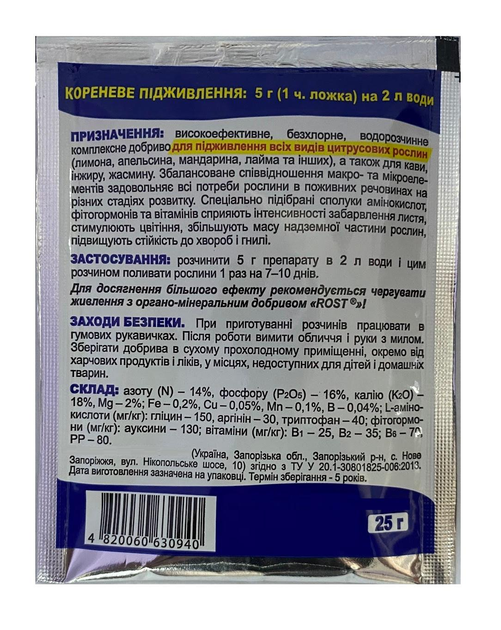 КОРЕНЕВЕ ПІДЖИВЛЕННЯ: 5 г (1 ч. ложка) на 2 л води
ПРИЗНАЧЕННЯ: високоефективне, безхлорне, водорозчинне
комплексне добриво для підживлення всіх видів цитрусових рослин
(лимона, апельсина, мандарина, лайма та інших), а також для кави,
інжиру, жасмину. Збалансоване співвідношення макро- та мікроеле-
ментів задовольняє всі потреби рослини в поживних речовинах на
різних стадіях розвитку. Спеціально підібрані сполуки амінокислот,
фітогормонів та вітамінів сприяють інтенсивності забарвлення листя,
стимулюють цвітіння, збільшують масу надземної частини рослин,
підвищують стійкість до хвороб і гнилі.
ЗАСТОСУВАННЯ: розчинити 5 г препарату в 2 л води і цим
розчином поливати рослини 1 раз на 7–10 днів.
Для досягнення більшого ефекту рекомендується чергувати
живлення з органо-мінеральним добривом «ROST®»!
ЗАХОДИ БЕЗПЕКИ. При приготуванні розчинів працювати в
гумових рукавичках. Після роботи вимити обличчя і руки з милом.
Зберігати добрива в сухому прохолодному приміщенні, окремо від
харчових продуктів і ліків, у місцях, недоступних для дітей і домашніх
тварин.
СКЛАД: азоту (N) – 14%, фосфору (P₂O₅) – 16%, калію (K₂O) –
18%, Mg – 2%; Fe – 0,2%, Cu – 0,05%, Mn – 0,1%, B – 0,04%; L-аміно-
кислоти (мг/кг): гліцин – 150, аргінін – 30, триптофан – 40; фітогормо-
ни (мг/кг): ауксини – 130; вітаміни (мг/кг): B₁ – 25, B₂ – 35; B₆ – 70,
PP – 80.
(Україна, Запорізька обл., Запорізький р-н, с. Нове
Запоріжжя, вул. Нікопольське шосе, 10) згідно з ТУ У 20.1-30801825-006:2013.
Дата виготовлення зазначена на упаковці. Термін зберігання - 5 років.
25 г
4 820060 630940